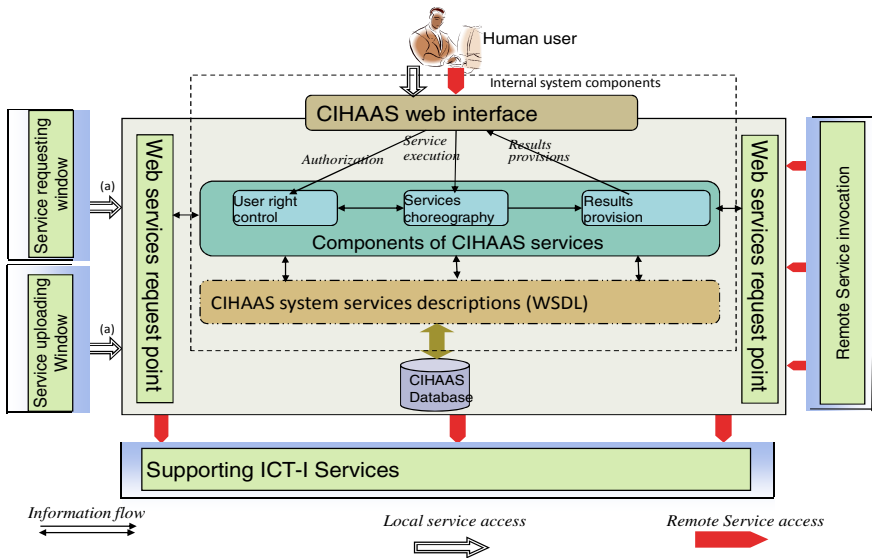 Human user
Internal system components
CIHAAS web interface
Authorization
Service
execution
Results
provisions
Service requesting
window
(a)
Service uploading
Window
(a)
Web services request point
User right
control
Services
choreography
Results
provision
Components of CIHAAS services
CIHAAS system services descriptions (WSDL)
CIHAAS
Database
Web services request point
Remote Service invocation
Supporting ICT-I Services
Information flow
Local service access
Remote Service access